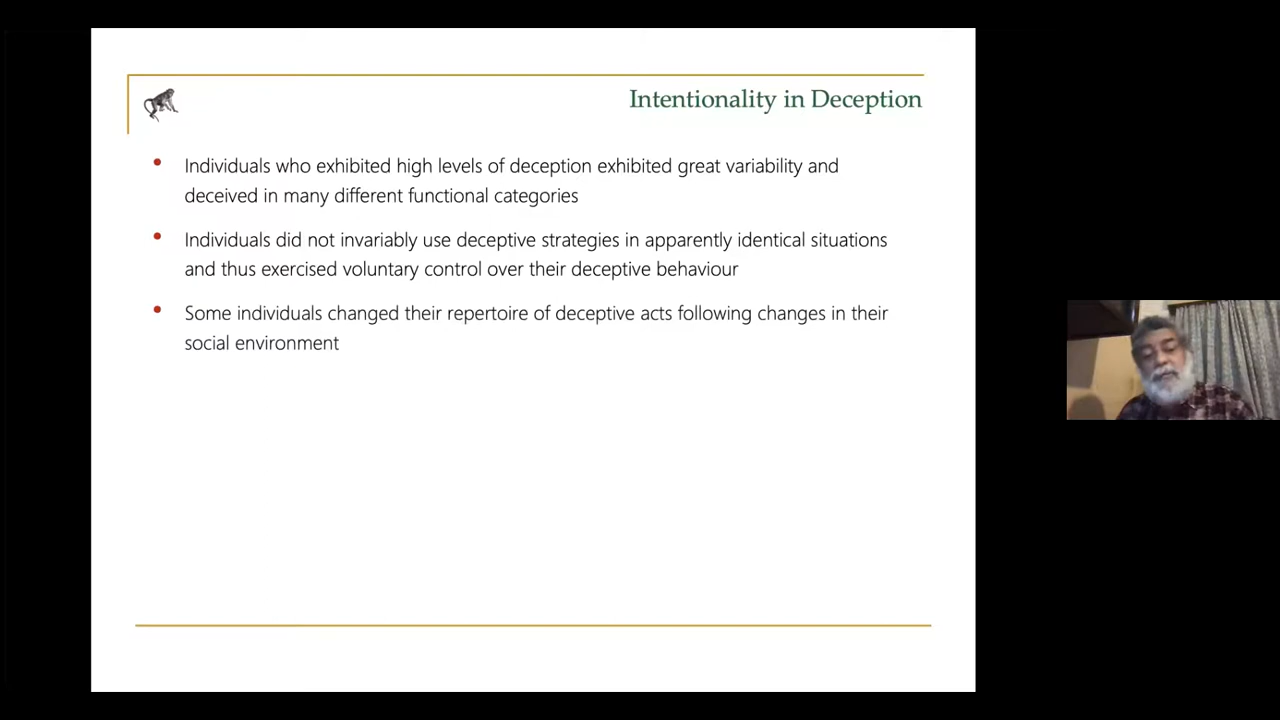 Intentionality in Deception
Individuals who exhibited high levels of deception exhibited great variability and
deceived in many different functional categories
Individuals did not invariably use deceptive strategies in apparently identical situations
and thus exercised voluntary control over their deceptive behaviour
Some individuals changed their repertoire of deceptive acts following changes in their
social environment